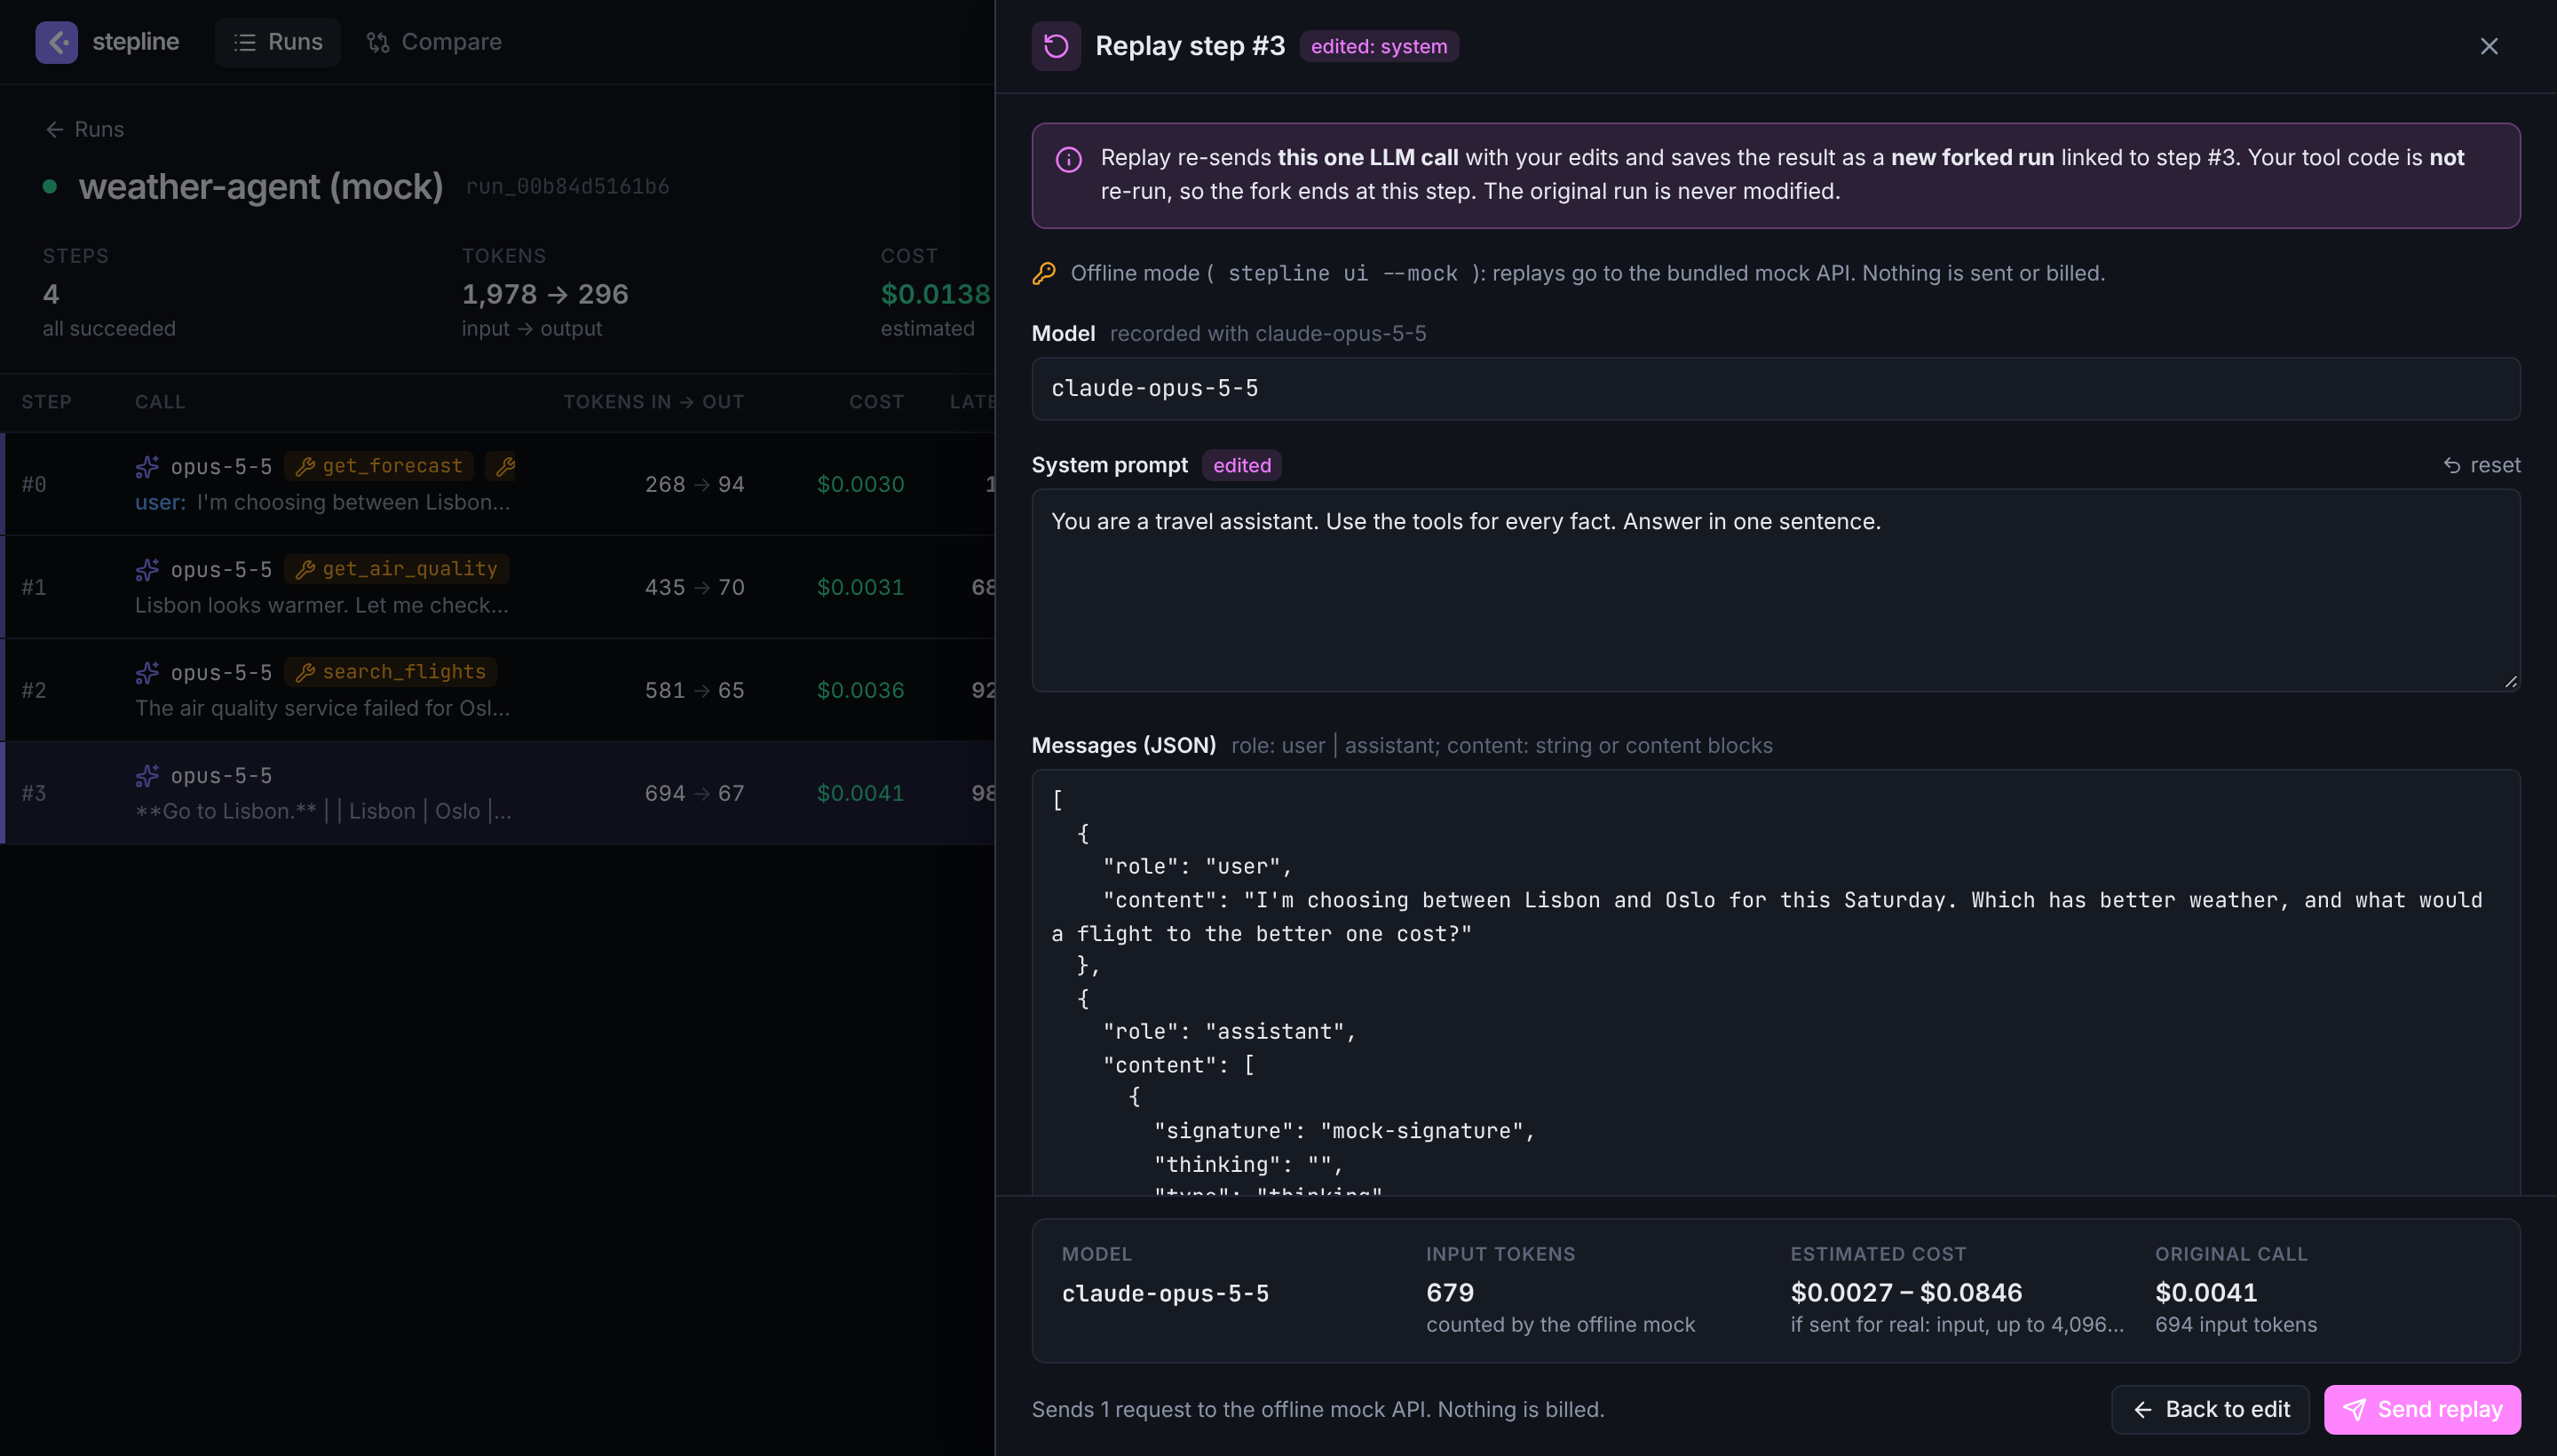 stepline
Runs
Compare
Runs
weather-agent (mock) run_00b84d5161b6
STEPS
4
all succeeded
TOKENS
1,978 → 296
input → output
COST
$0.0138
estimated
STEP CALL TOKENS IN → OUT COST LATE
#0
opus-5-5 get_forecast
user: I'm choosing between Lisbon...
268 → 94 $0.0030 1
#1
opus-5-5 get_air_quality
Lisbon looks warmer. Let me check...
435 → 70 $0.0031 68
#2
opus-5-5 search_flights
The air quality service failed for Osl...
581 → 65 $0.0036 92
#3
opus-5-5
**Go to Lisbon.** | | Lisbon | Oslo |...
694 → 67 $0.0041 98
Replay step #3 edited: system
Replay re-sends this one LLM call with your edits and saves the result as a new forked run linked to step #3. Your tool code is not
re-run, so the fork ends at this step. The original run is never modified.
Offline mode ( stepline ui --mock ): replays go to the bundled mock API. Nothing is sent or billed.
Model recorded with claude-opus-5-5
claude-opus-5-5
System prompt edited
reset
You are a travel assistant. Use the tools for every fact. Answer in one sentence.
Messages (JSON) role: user | assistant; content: string or content blocks
[
{
"role": "user",
"content": "I'm choosing between Lisbon and Oslo for this Saturday. Which has better weather, and what would
a flight to the better one cost?"
},
{
"role": "assistant",
"content": [
{
"signature": "mock-signature",
"thinking": "",
"type": "thinking"
MODEL
claude-opus-5-5
INPUT TOKENS
679
counted by the offline mock
ESTIMATED COST
$0.0027 – $0.0846
if sent for real: input, up to 4,096...
ORIGINAL CALL
$0.0041
694 input tokens
Sends 1 request to the offline mock API. Nothing is billed.
Back to edit
Send replay